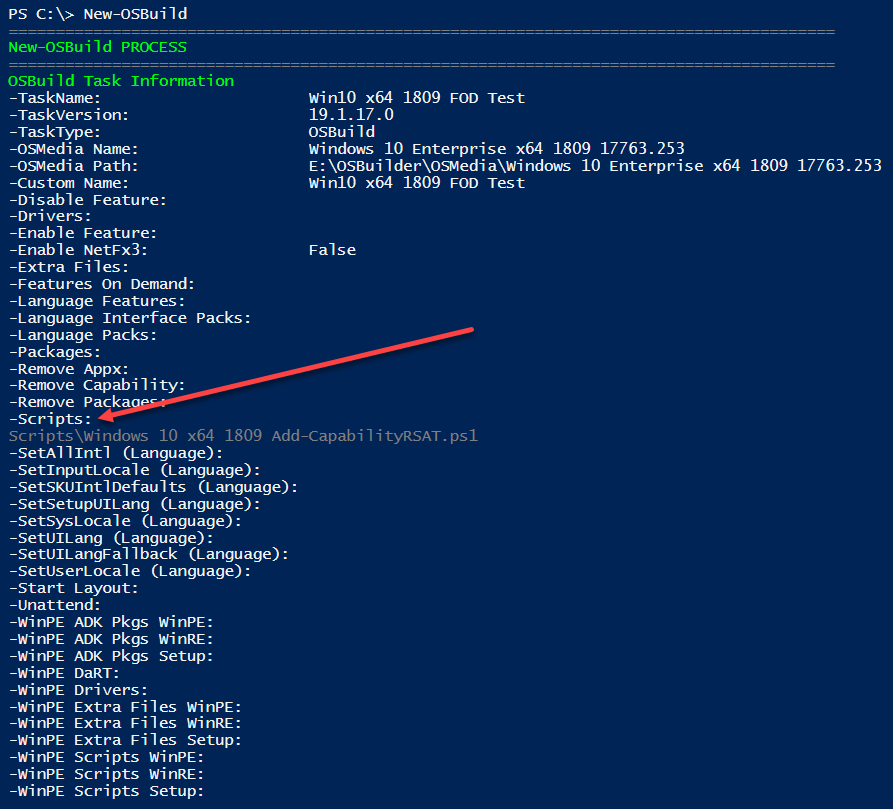 PS C:\> New-OSBuild
========================================================================================
New-OSBuild PROCESS
========================================================================================
OSBuild Task Information
-TaskName: Win10 x64 1809 FOD Test
-TaskVersion: 19.1.17.0
-TaskType: OSBuild
-OSMedia Name: Windows 10 Enterprise x64 1809 17763.253
-OSMedia Path: E:\OSBuilder\OSMedia\Windows 10 Enterprise x64 1809 17763.253
-Custom Name: Win10 x64 1809 FOD Test
-Disable Feature:
-Drivers:
-Enable Feature:
-Enable NetFx3: False
-Extra Files:
-Features On Demand:
-Language Features:
-Language Interface Packs:
-Language Packs:
-Packages:
-Remove Appx:
-Remove Capability:
-Remove Packages:
-Scripts:
Scripts\Windows 10 x64 1809 Add-CapabilityRSAT.ps1
-SetAllIntl (Language):
-SetInputLocale (Language):
-SetSKUIntlDefaults (Language):
-SetSetupUILang (Language):
-SetSysLocale (Language):
-SetUILang (Language):
-SetUILangFallback (Language):
-SetUserLocale (Language):
-Start Layout:
-Unattend:
-WinPE ADK Pkgs WinPE:
-WinPE ADK Pkgs WinRE:
-WinPE ADK Pkgs Setup:
-WinPE DaRT:
-WinPE Drivers:
-WinPE Extra Files WinPE:
-WinPE Extra Files WinRE:
-WinPE Extra Files Setup:
-WinPE Scripts WinPE:
-WinPE Scripts WinRE:
-WinPE Scripts Setup: